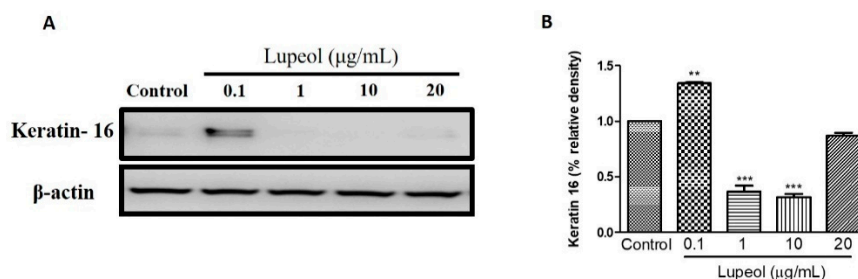 A
Lupeol (µg/mL)
Control 0.1 1 10 20
Keratin- 16
β-actin
B
Keratin 16 (% relative density)
1.5
1.0
0.5
0.0
**
***
***
Control 0.1 1 10 20
Lupeol (µg/mL)